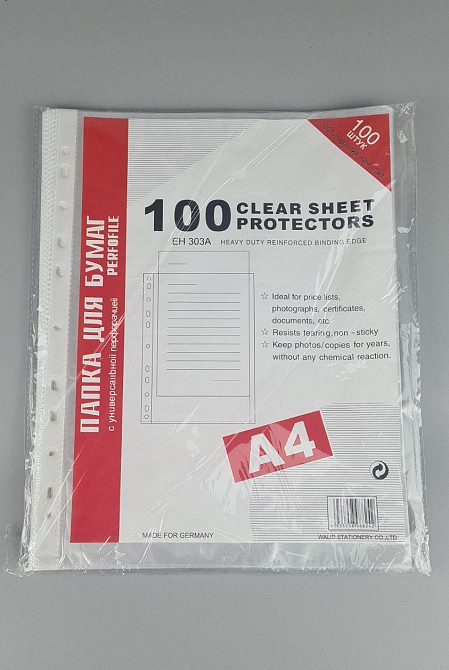 100
ШТУК
100 CLEAR SHEET
PROTECTORS
EH 303A HEAVY DUTY REINFORCED BINDING EDGE
ПАПКА ДЛЯ БУМАГ
PERFOFILE
с универсальной перфорацией
☆ Ideal for price lists,
photographs, certificates,
documents, etc.
☆ Resists tearing, non-sticky
☆ Keep photos/copies for years,
without any chemical reaction.
A4
MADE FOR GERMANY
WALID STATIONERY CO.,LTD.